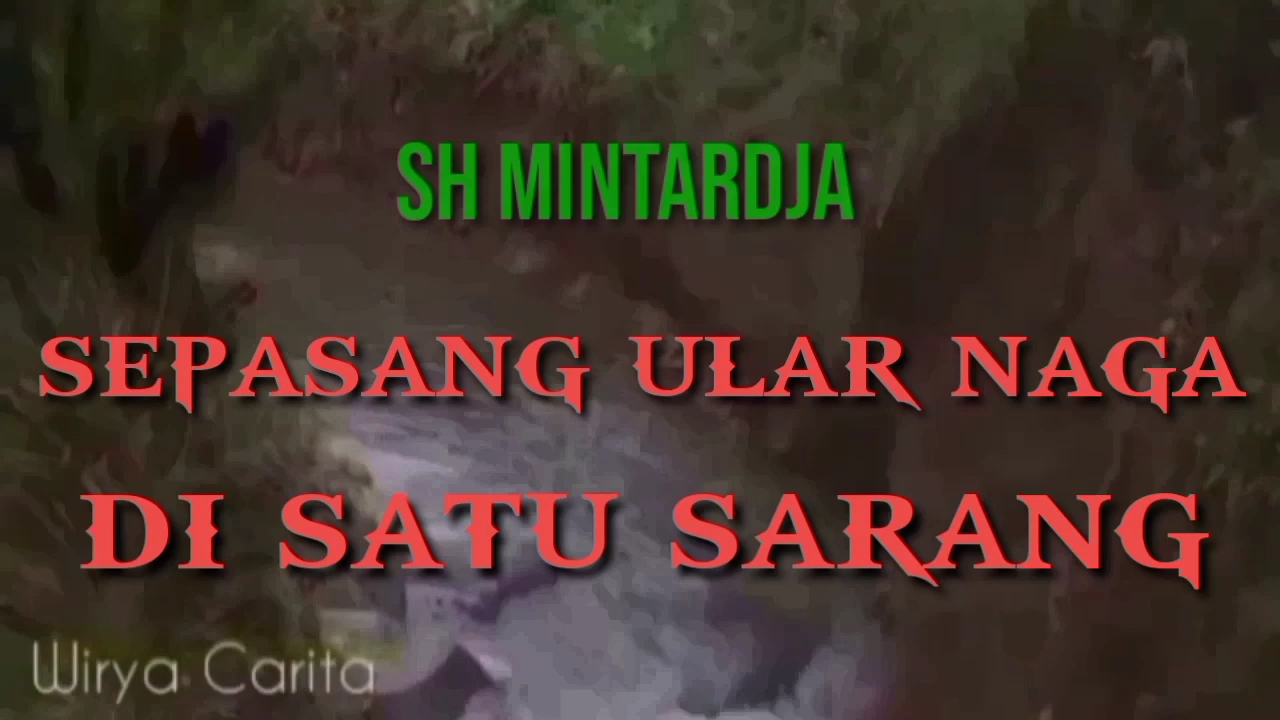 SH MINTARDJA
SEPASANG ULAR NAGA
DI SATU SARANG
Wirya Carita